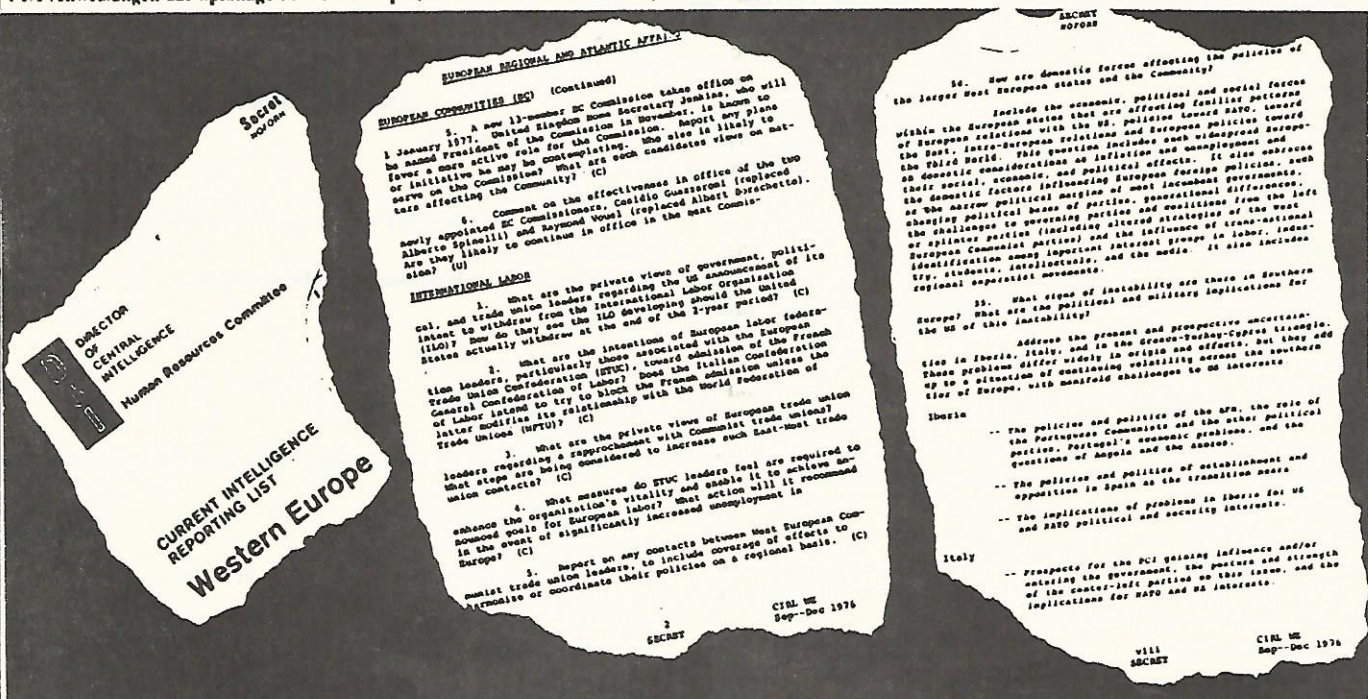 Secret
NOFORN
DIRECTOR
OF
CENTRAL
INTELLIGENCE
Human Resources Committee
CURRENT INTELLIGENCE
REPORTING LIST
Western Europe
EUROPEAN REGIONAL AND ATLANTIC AFFAI
EUROPEAN COMMUNITIES (EC) (Continued)
5. A new 13-member EC Commission takes office on
1 January 1977. United Kingdom Home Secretary Jenkins, who will
be named President of the Commission in November, is known to
favor a more active role for the Commission. Report any plans
or initiative he may be contemplating. Who else is likely to
serve on the Commission? What are each candidates views on mat-
ters affecting the Community? (C)
6. Comment on the effectiveness in office of the two
newly appointed EC Commissioners, Cesidio Guazzaroni (replaced
Alberto Spinelli) and Raymond Vouel (replaced Albert Borschette).
Are they likely to continue in office in the next Commis-
sion? (U)
INTERNATIONAL LABOR
1. What are the private views of government, politi-
cal, and trade union leaders regarding the US announcement of its
intent to withdraw from the International Labor Organization
(ILO)? How do they see the ILO developing should the United
States actually withdraw at the end of the 2-year period? (C)
2. What are the intentions of European labor federa-
tion leaders, particularly those associated with the European
Trade Union Confederation (ETUC), toward admission of the French
General Confederation of Labor? Does the Italian Confederation
of Labor intend to try to block the French admission unless the
latter modifies its relationship with the World Federation of
Trade Unions (WFTU)? (C)
3. What are the private views of European trade union
leaders regarding a rapprochement with Communist trade unions?
What steps are being considered to increase such East-West trade
union contacts? (C)
4. What measures do ETUC leaders feel are required to
enhance the organization's vitality and enable it to achieve an-
nounced goals for European labor? What action will it recommend
in the event of significantly increased unemployment in
Europe? (C)
5. Report on any contacts between West European Com-
munist trade union leaders, to include coverage of efforts to
harmonize or coordinate their policies on a regional basis. (C)
2
SECRET
CIRL WE
Sep--Dec 1976
SECRET
NOFORN
54. How are domestic forces affecting the policies of
the larger West European states and the Community?
Include the economic, political and social forces
within the European states that are affecting familiar patterns
of European relations with the US, policies toward NATO, toward
the East, intra-European relations and European policies toward
the Third World. This question includes such widespread Europe-
an domestic considerations as inflation and unemployment and
their social, economic, and political effects. It also embraces
the domestic factors influencing European foreign policies, such
as the narrow political margins of most incumbent governments,
changing political bases of parties, generational differences,
the challenges to governing parties and coalitions from the left
or splinter parties (including altered strategies of the West
European Communist parties) and the influence of trans-national
identification among important interest groups in labor, indus-
try, students, intellectuals, and the media. It also includes
regional separatist movements.
55. What signs of instability are there in Southern
Europe? What are the political and military implications for
the US of this instability?
Address the present and prospective uncertain-
ties in Iberia, Italy, and in the Greece-Turkey-Cyprus triangle.
These problems differ widely in origin and effects, but they add
up to a situation of continuing volatility across the southern
tier of Europe, with manifold challenges to US interests
Iberia
-- The policies and politics of the
the Portuguese Communists and the other political
parties, Portugal's economic problems, and the
questions of Angola and the Azores.
-- The policies and politics of establishment and
opposition in Spain as the transition nears
-- The implications of problems in Iberia for US
and NATO political and security interests.
Italy
-- Prospects for the PCI gaining influence and/or
entering the government, the posture and strength
of the center-left parties on this issue, and the
implications for NATO and US interests.
viii
SECRET
CIRL WE
Sep--Dec 1976